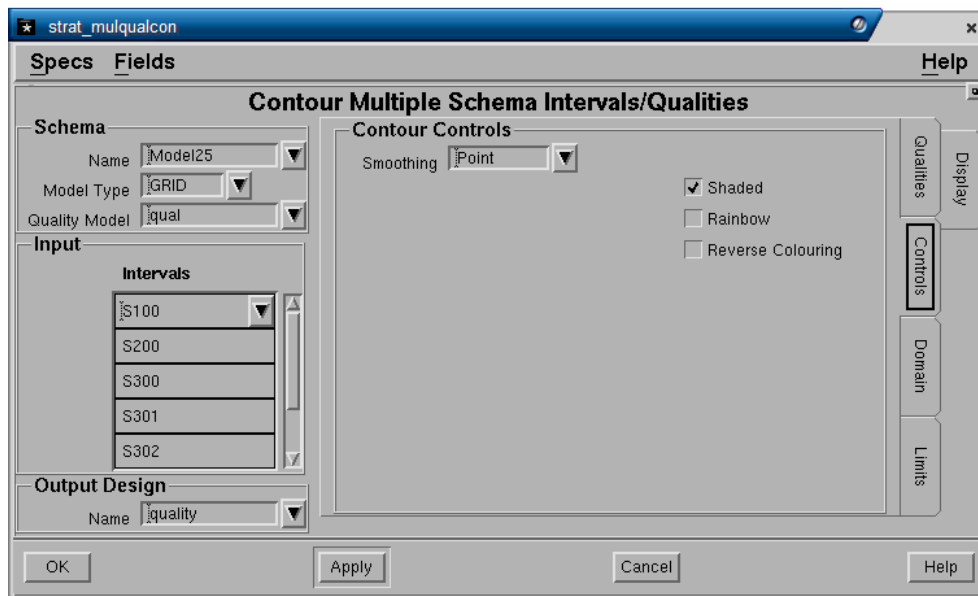 strat_mulqualcon
Specs Fields Help
Contour Multiple Schema Intervals/Qualities
Schema
Name Model25
Model Type GRID
Quality Model qual
Input
Intervals
S100
S200
S300
S301
S302
Output Design
Name quality
Contour Controls
Smoothing Point
Shaded
Rainbow
Reverse Colouring
Qualities
Controls
Domain
Limits
Display
OK Apply Cancel Help